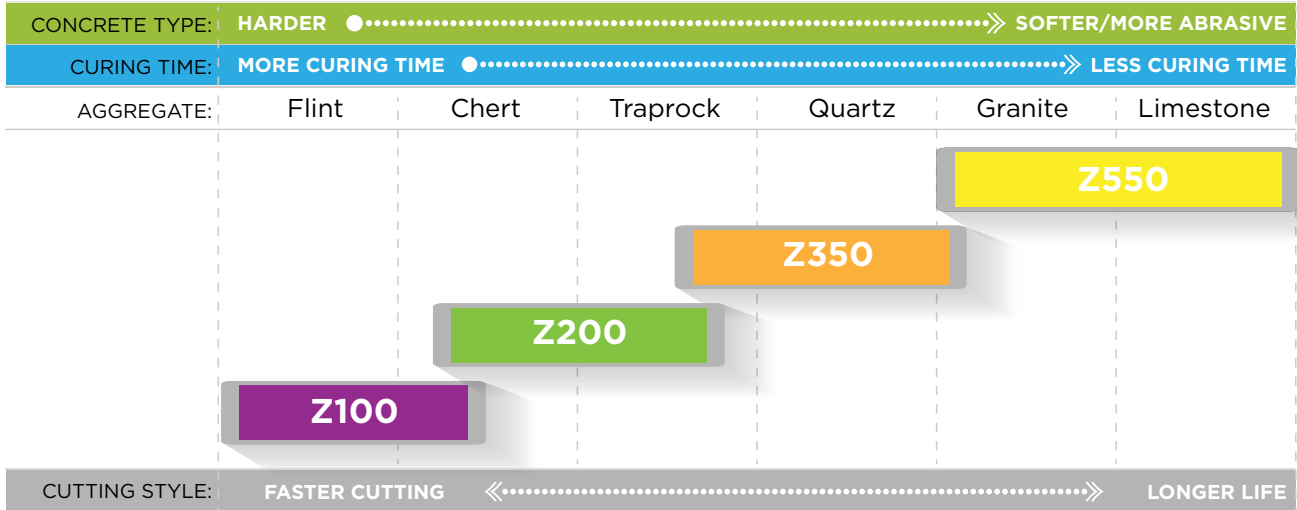 CONCRETE TYPE: HARDER SOFTER/MORE ABRASIVE
CURING TIME: MORE CURING TIME LESS CURING TIME
AGGREGATE: Flint Chert Traprock Quartz Granite Limestone
Z550
Z350
Z200
Z100
CUTTING STYLE: FASTER CUTTING LONGER LIFE